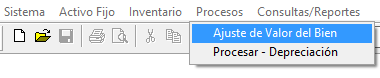 Sistema Activo Fijo Inventario Procesos Consultas/Reportes
Ajuste de Valor del Bien
Procesar - Depreciación